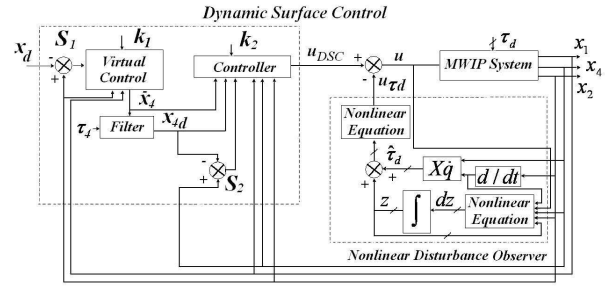 Dynamic Surface Control
x_d
S_1
k_1
k_2
u_DSC
u
τ_d
x_1
x_4
x_2
-
+
Virtual Control
Controller
+
-
MWIP System
u_τd
x̄_4
x_4d
τ_4
Filter
Nonlinear Equation
-
+
S_2
τ̂_d
+
+
Xq̇
d / dt
z
∫
dz
Nonlinear Equation
Nonlinear Disturbance Observer